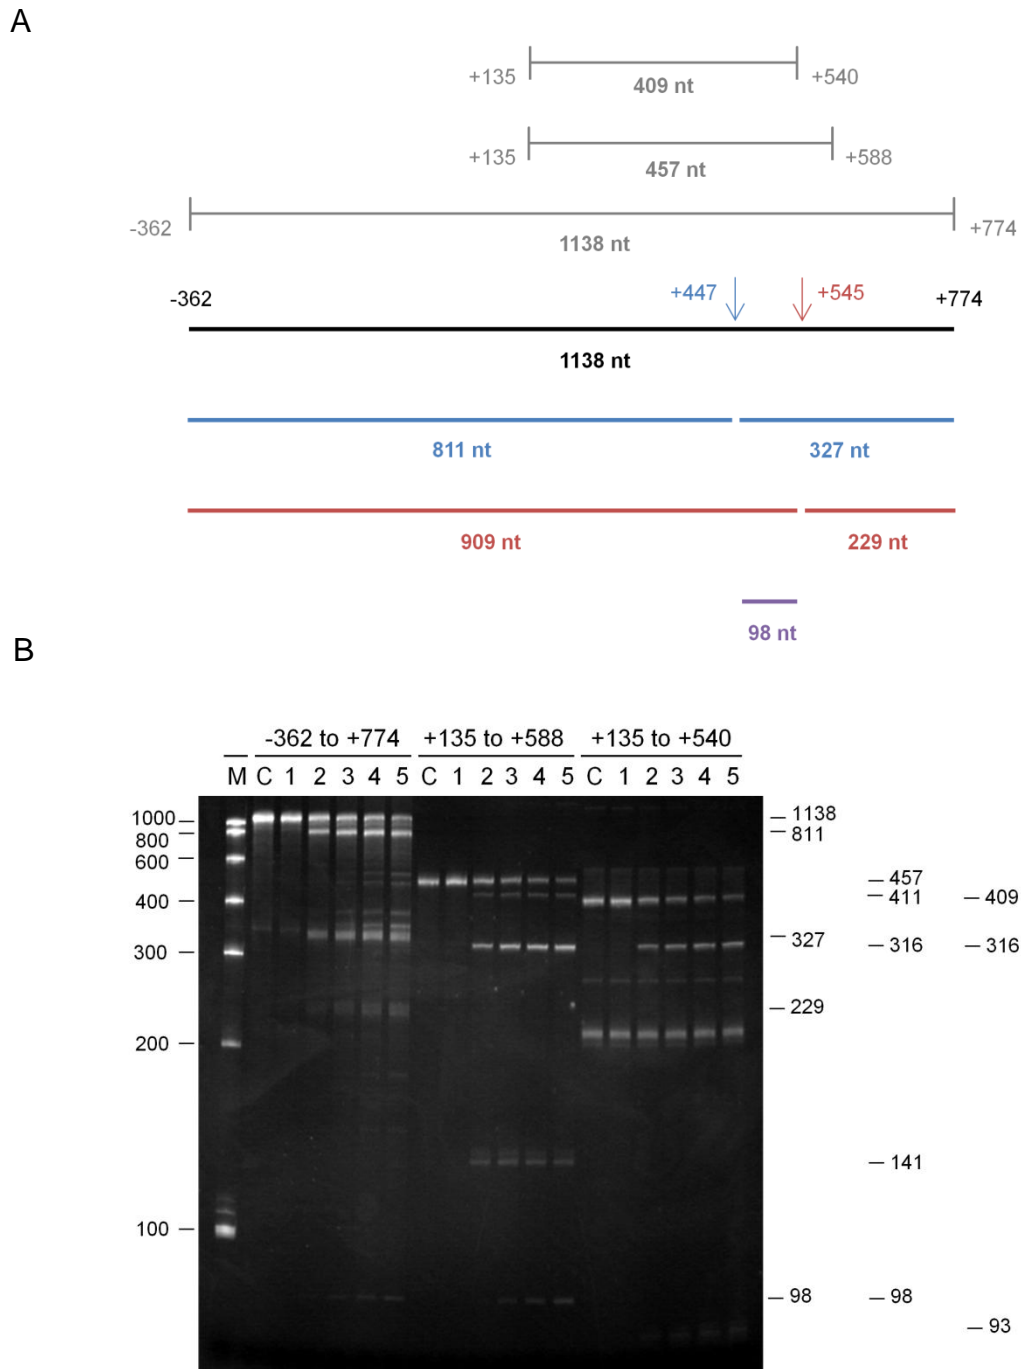 A
+135 409 nt +540
+135 457 nt +588
-362 1138 nt +774
-362 +447 +545 +774
1138 nt
811 nt 327 nt
909 nt 229 nt
98 nt
B
-362 to +774 +135 to +588 +135 to +540
M C 1 2 3 4 5 C 1 2 3 4 5 C 1 2 3 4 5
1000 1138
800 811
600
457
400 411 409
327
300 316 316
229
200
141
100
98 98
93